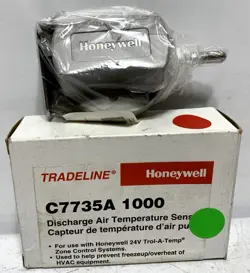 Honeywell
TRADELINE® Honeywell
C7735A 1000
Discharge Air Temperature Sens
Capteur de température d'air pu
• For use with Honeywell 24V Trol-A-Temp®
Zone Control Systems.
• Used to help prevent freezeup/overheat of
HVAC equipment.